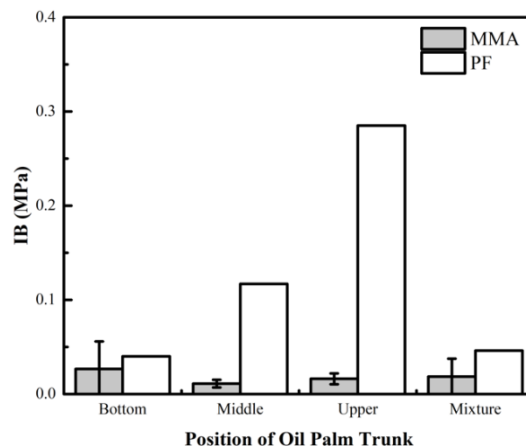 0.4
MMA
PF
0.3
IB (MPa)
0.2
0.1
0.0
Bottom Middle Upper Mixture
Position of Oil Palm Trunk